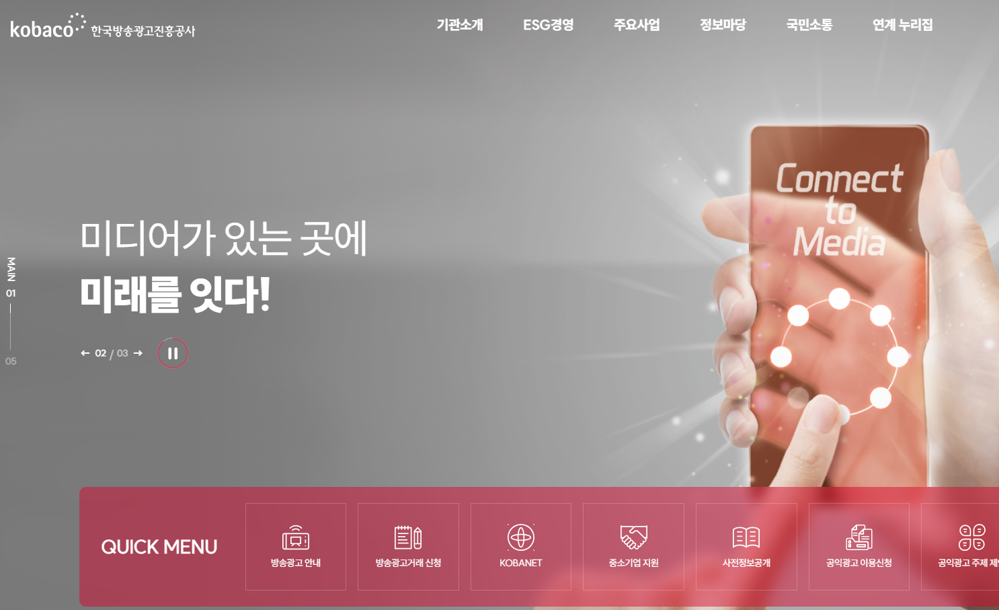 kobaco 한국방송광고진흥공사
기관소개 ESG경영 주요사업 정보마당 국민소통 연계 누리집
Connect
to
Media
미디어가 있는 곳에
미래를 잇다!
MAIN
01
05
02 / 03
QUICK MENU
방송광고 안내
방송광고거래 신청
KOBANET
중소기업 지원
사전정보공개
공익광고 이용신청
공익광고 주제